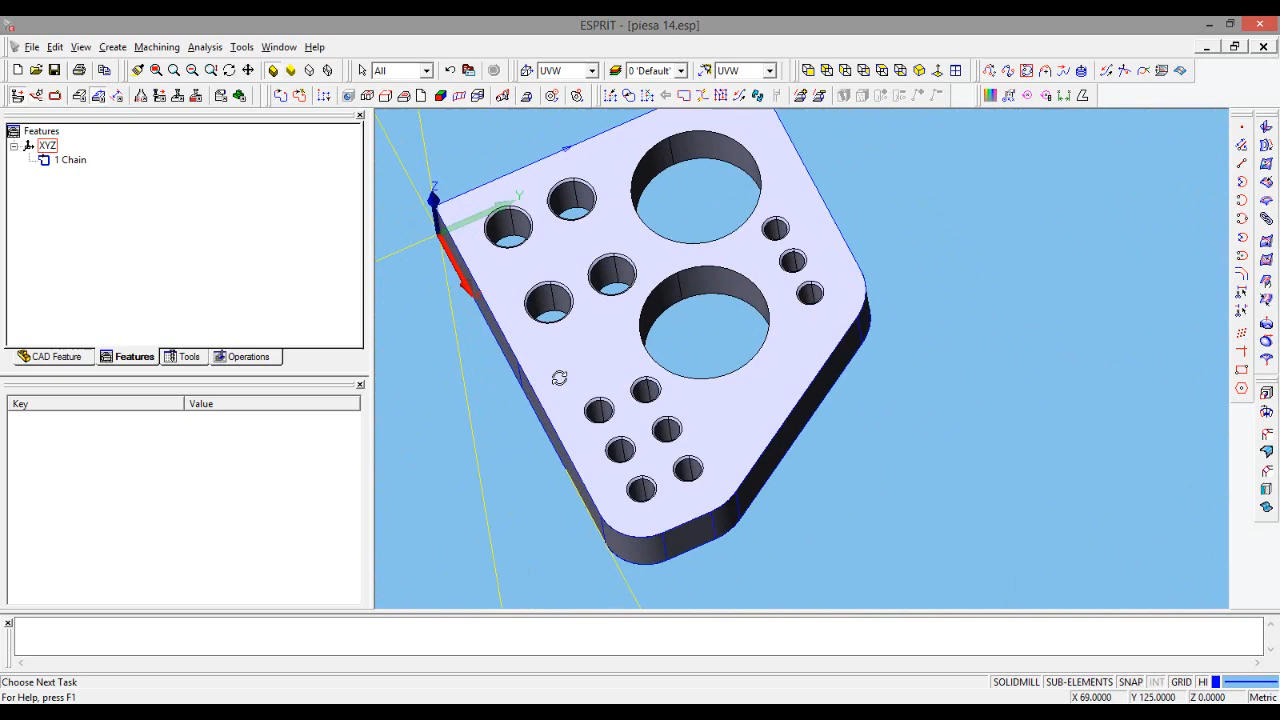 ESPRIT - [piesa 14.esp]
File Edit View Create Machining Analysis Tools Window Help
All UVW 0 'Default' UVW
Features
XYZ
1 Chain
CAD Feature Features Tools Operations
Key Value
Z
Y
Choose Next Task SOLIDMILL SUB-ELEMENTS SNAP INT GRID HI
For Help, press F1 X 69.0000 Y 125.0000 Z 0.0000 Metric